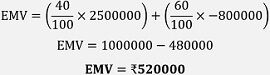 EMV = (40/100 × 2500000) + (60/100 × -800000)
EMV = 1000000 − 480000
EMV = ₹520000